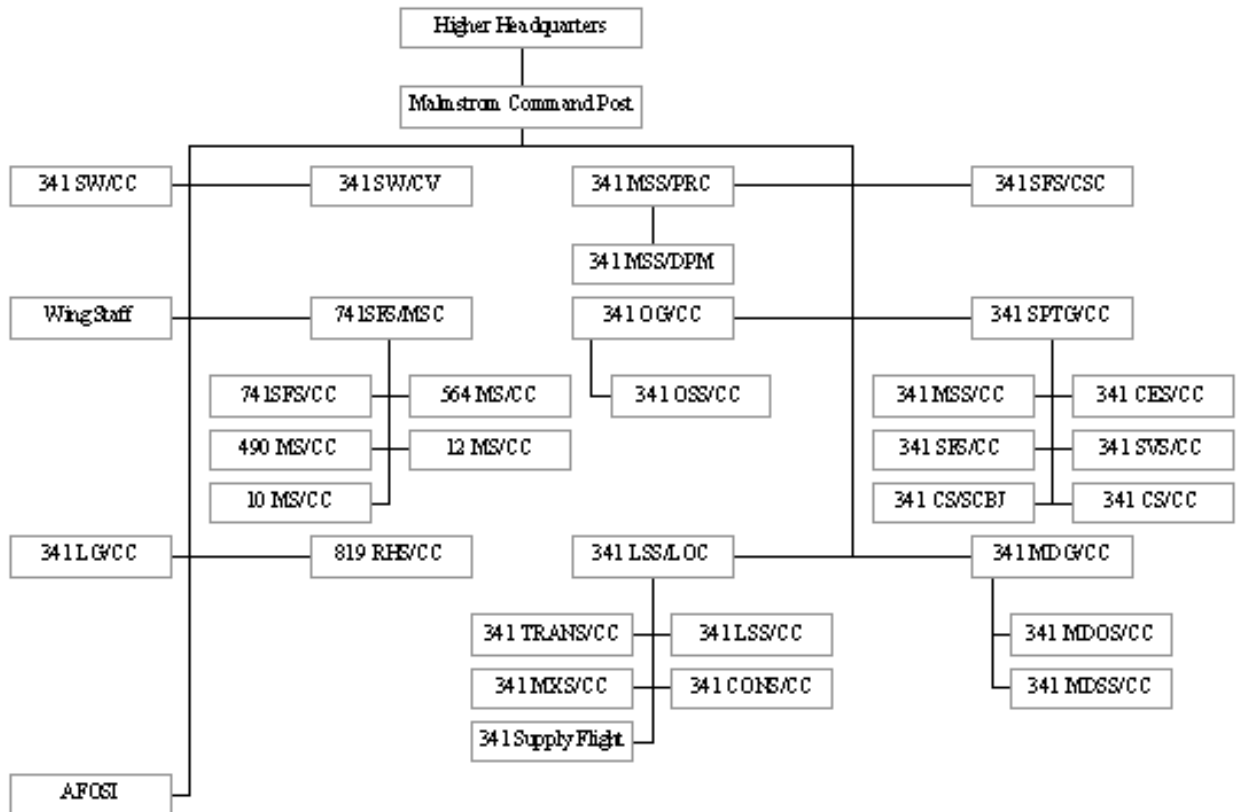 Higher Headquarters
Malmstrom Command Post
341 SW/CC
341 SW/CV
341 MSS/PRC
341 SFS/CSC
341 MSS/DPM
Wing Staff
741SFS/MSC
341 OG/CC
341 SPTG/CC
741SFS/CC
564 MS/CC
341 OSS/CC
341 MSS/CC
341 CES/CC
490 MS/CC
12 MS/CC
341 SFS/CC
341 SVS/CC
10 MS/CC
341 CS/SCBJ
341 CS/CC
341 LG/CC
819 RHS/CC
341 LSS/LOC
341 MDG/CC
341 TRANS/CC
341 LSS/CC
341 MDOS/CC
341 MXS/CC
341 CONS/CC
341 MDSS/CC
341 Supply Flight
AFOSI